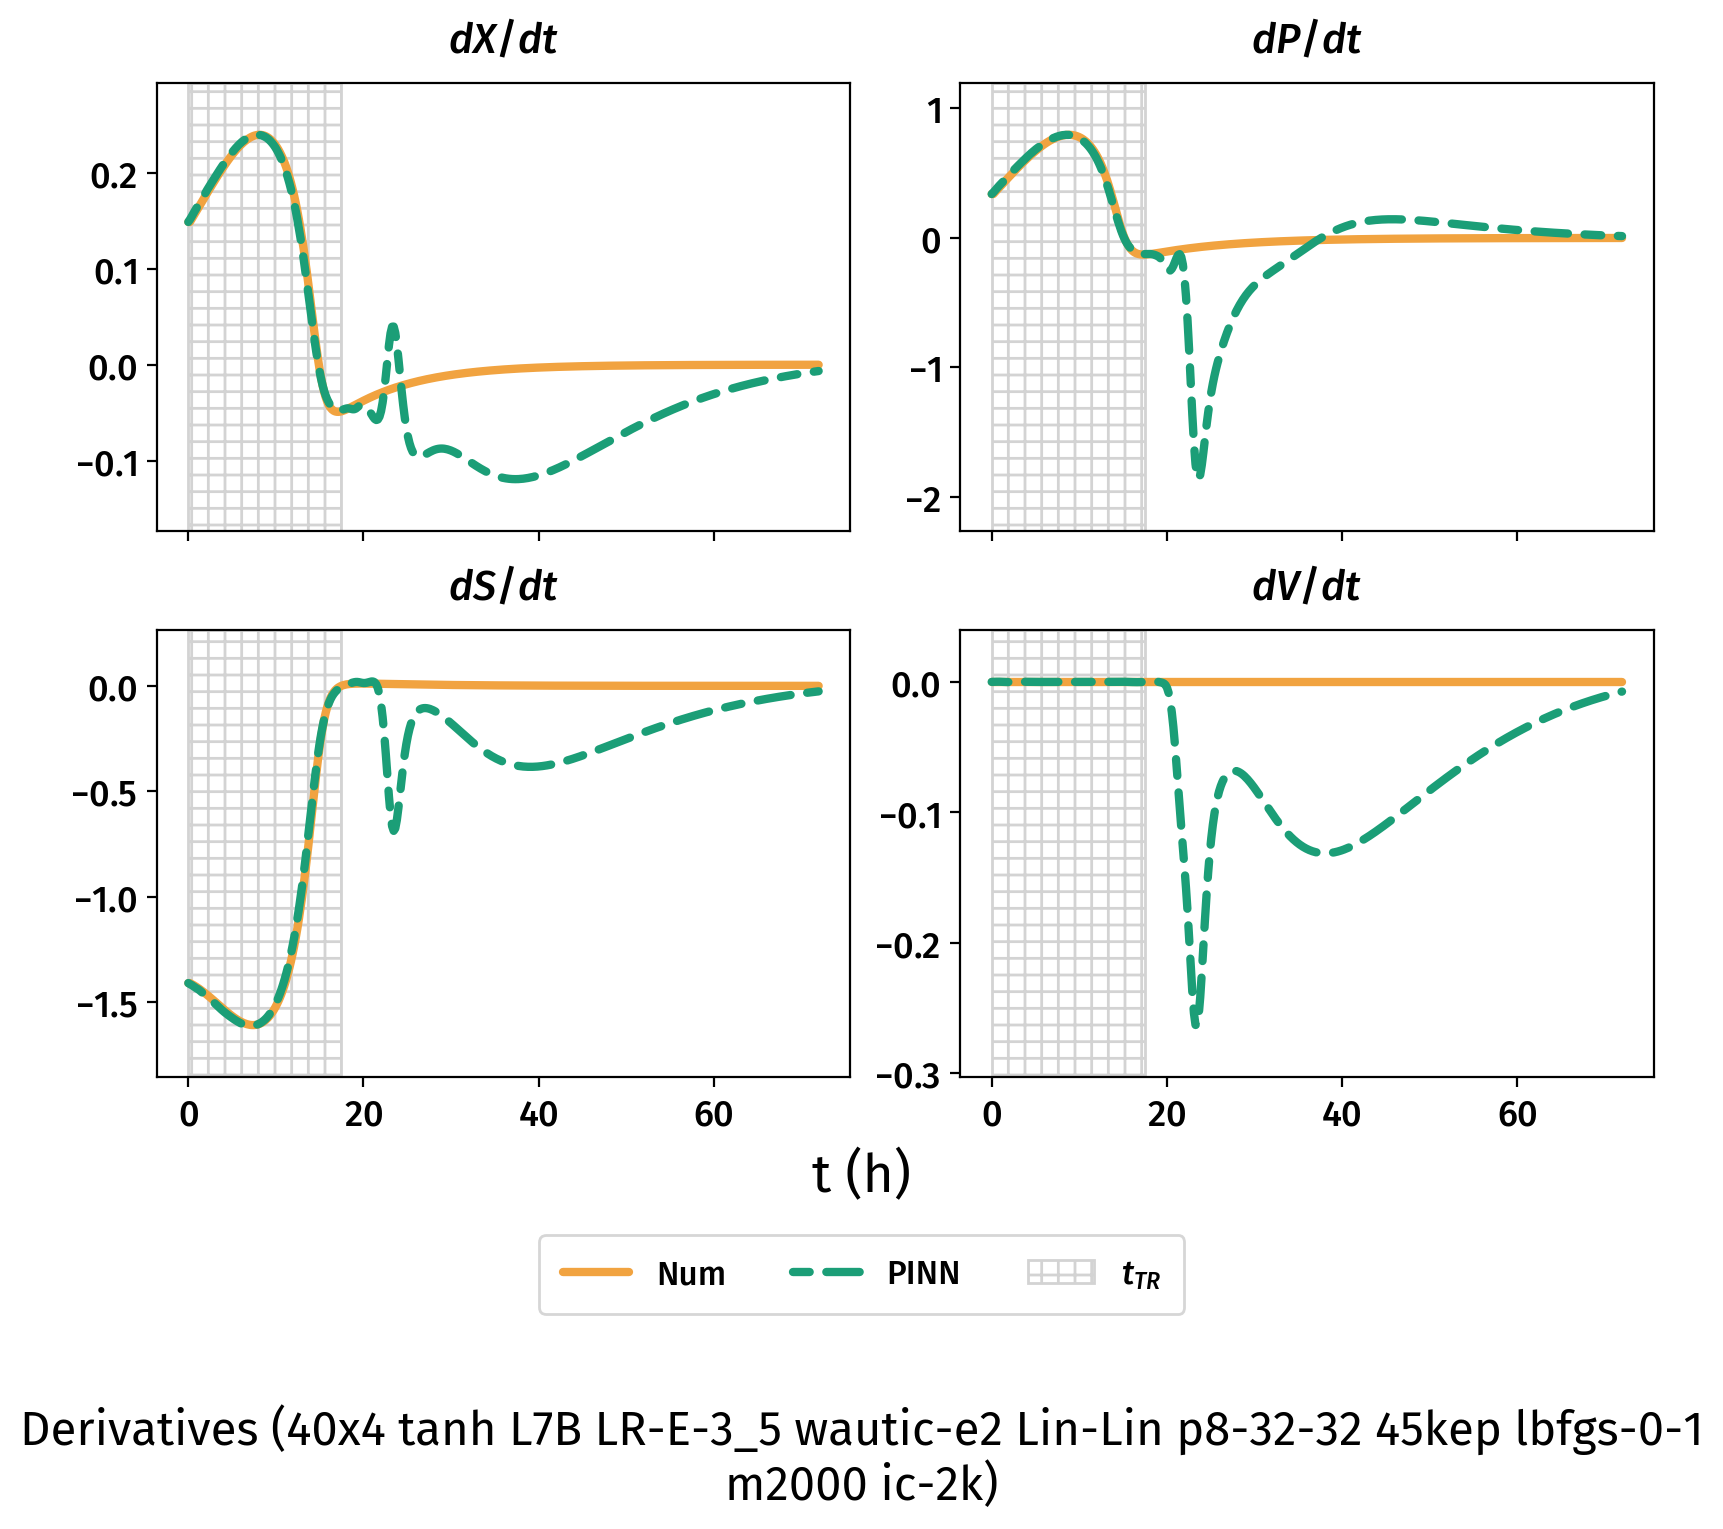 dX/dt
dP/dt
0.2
0.1
0.0
−0.1
1
0
−1
−2
dS/dt
dV/dt
0.0
−0.5
−1.0
−1.5
0.0
−0.1
−0.2
−0.3
0 20 40 60
0 20 40 60
t (h)
Num PINN tTR
Derivatives (40x4 tanh L7B LR-E-3_5 wautic-e2 Lin-Lin p8-32-32 45kep lbfgs-0-1
m2000 ic-2k)